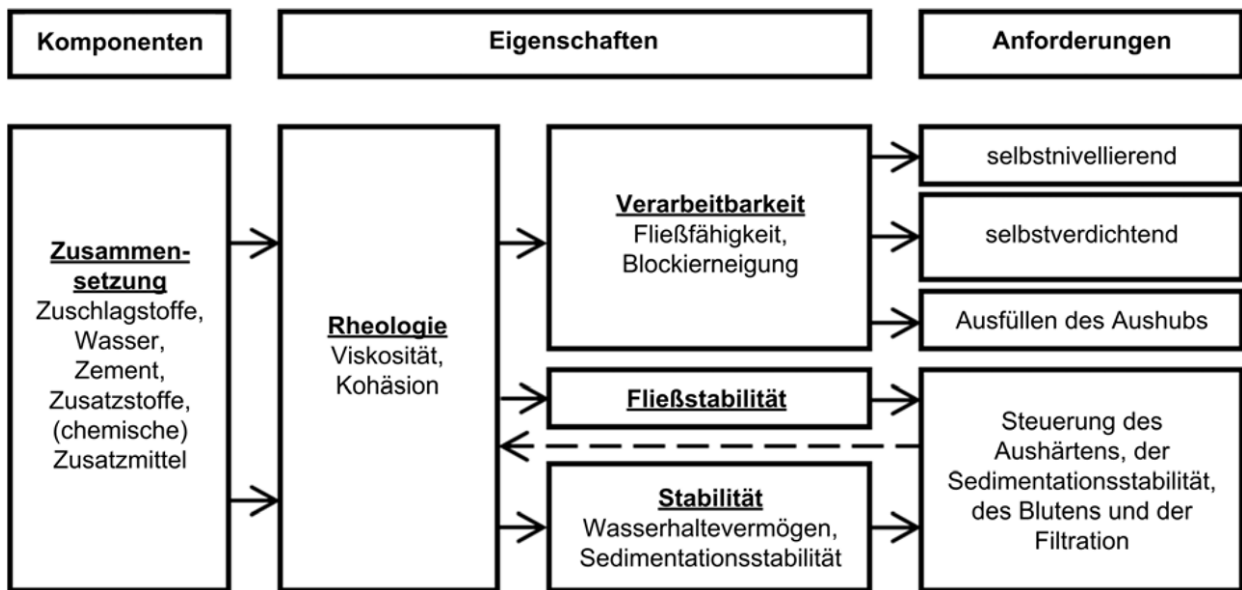 Komponenten
Eigenschaften
Anforderungen
Zusammen-
setzung
Zuschlagstoffe,
Wasser,
Zement,
Zusatzstoffe,
(chemische)
Zusatzmittel
Rheologie
Viskosität,
Kohäsion
Verarbeitbarkeit
Fließfähigkeit,
Blockierneigung
Fließstabilität
Stabilität
Wasserhaltevermögen,
Sedimentationsstabilität
selbstnivellierend
selbstverdichtend
Ausfüllen des Aushubs
Steuerung des
Aushärtens, der
Sedimentationsstabilität,
des Blutens und der
Filtration